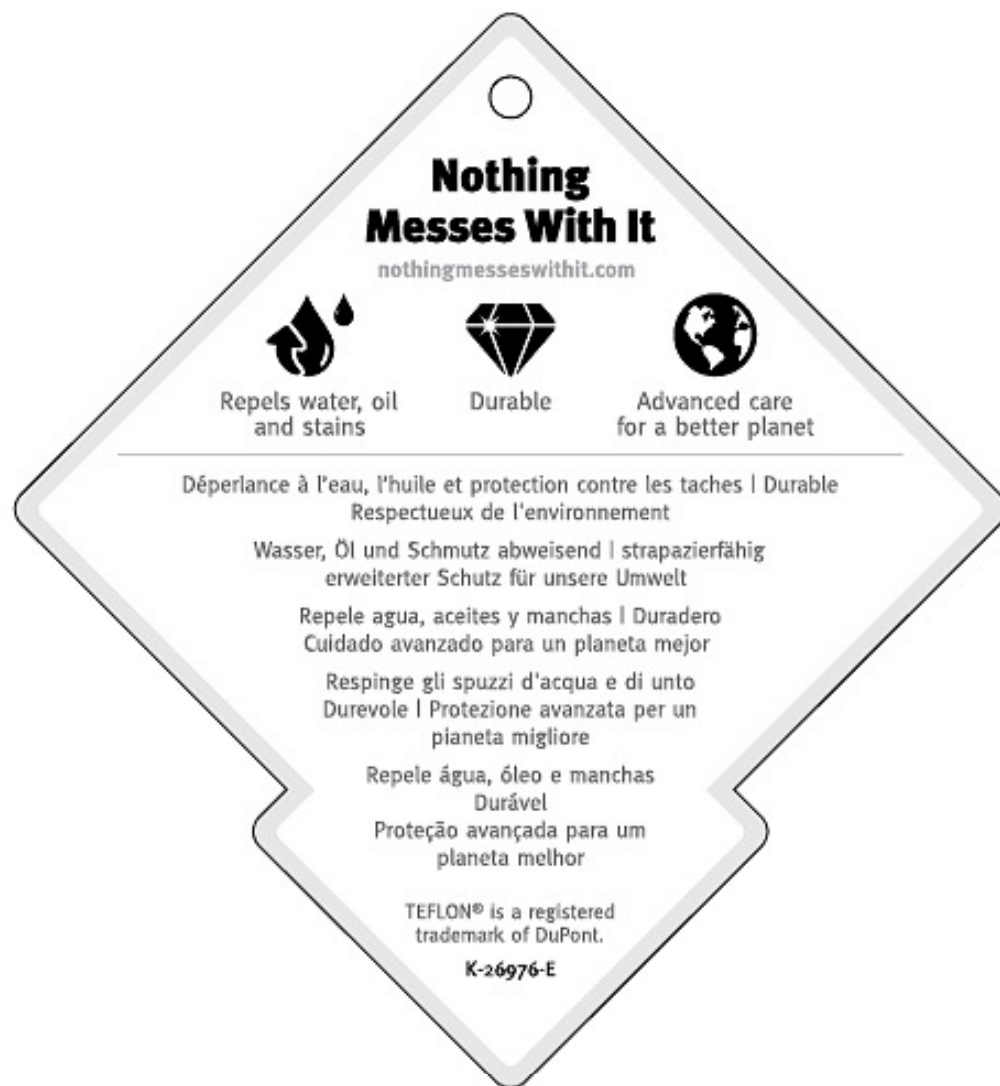 Nothing
Messes With It
nothingmesseswithit.com
Repels water, oil
and stains
Durable
Advanced care
for a better planet
Déperlance à l'eau, l'huile et protection contre les taches | Durable
Respectueux de l'environnement
Wasser, Öl und Schmutz abweisend | strapazierfähig
erweiterter Schutz für unsere Umwelt
Repele agua, aceites y manchas | Duradero
Cuidado avanzado para un planeta mejor
Respinge gli spuzzi d'acqua e di unto
Durevole | Protezione avanzata per un
pianeta migliore
Repele água, óleo e manchas
Durável
Proteção avançada para um
planeta melhor
TEFLON® is a registered
trademark of DuPont.
K-26976-E